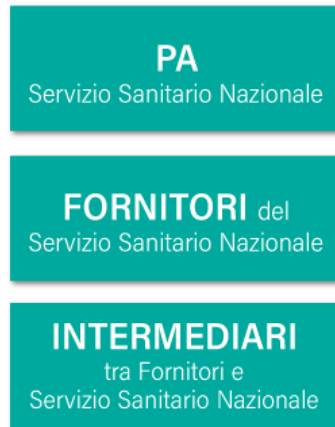 PA
Servizio Sanitario Nazionale
FORNITORI del
Servizio Sanitario Nazionale
INTERMEDIARI
tra Fornitori e
Servizio Sanitario Nazionale